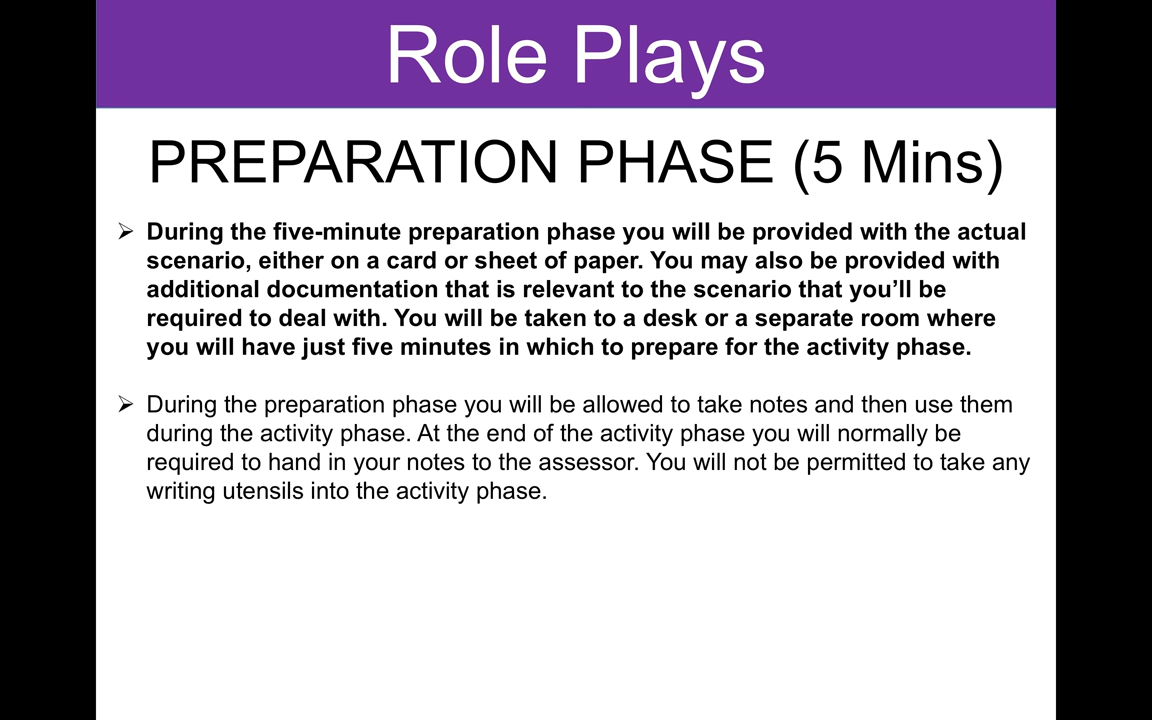 Role Plays
PREPARATION PHASE (5 Mins)
➢ During the five-minute preparation phase you will be provided with the actual
scenario, either on a card or sheet of paper. You may also be provided with
additional documentation that is relevant to the scenario that you’ll be
required to deal with. You will be taken to a desk or a separate room where
you will have just five minutes in which to prepare for the activity phase.
➢ During the preparation phase you will be allowed to take notes and then use them
during the activity phase. At the end of the activity phase you will normally be
required to hand in your notes to the assessor. You will not be permitted to take any
writing utensils into the activity phase.